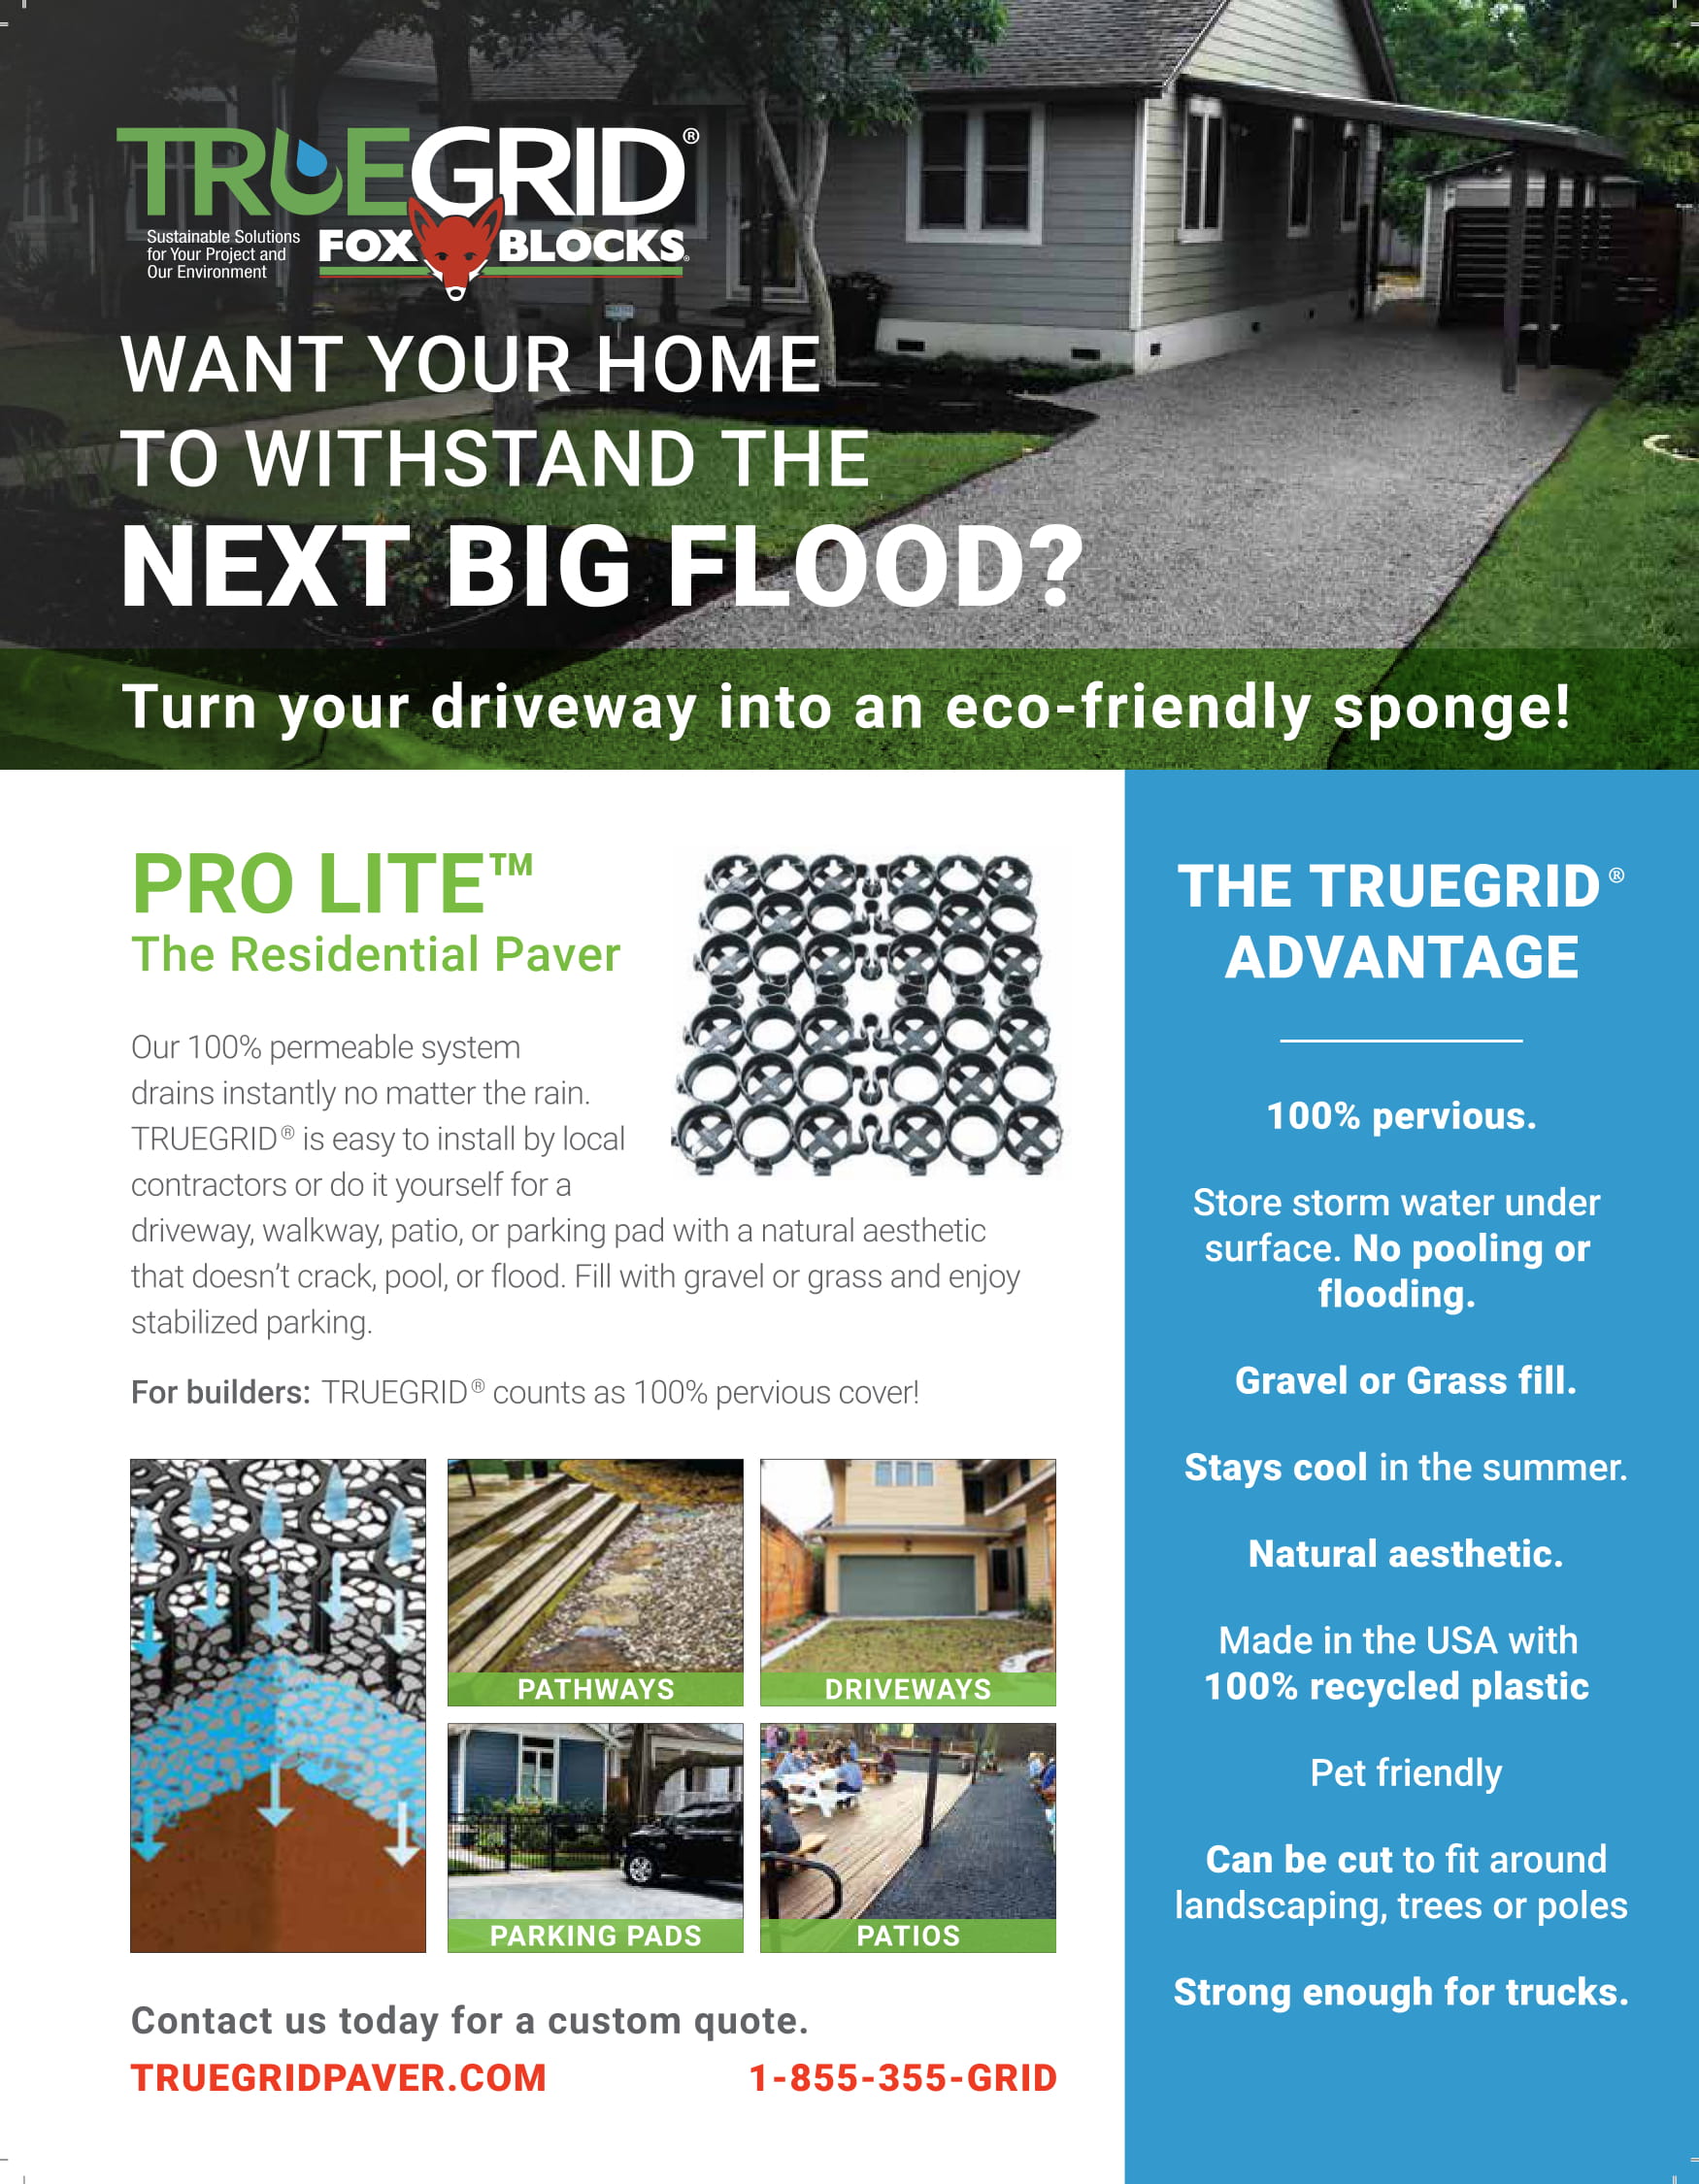 TRUEGRID®
Sustainable Solutions
for Your Project and
Our Environment
FOX BLOCKS®
WANT YOUR HOME
TO WITHSTAND THE
NEXT BIG FLOOD?
Turn your driveway into an eco-friendly sponge!
PRO LITE™
The Residential Paver
Our 100% permeable system
drains instantly no matter the rain.
TRUEGRID® is easy to install by local
contractors or do it yourself for a
driveway, walkway, patio, or parking pad with a natural aesthetic
that doesn't crack, pool, or flood. Fill with gravel or grass and enjoy
stabilized parking.
For builders: TRUEGRID® counts as 100% pervious cover!
PATHWAYS
DRIVEWAYS
PARKING PADS
PATIOS
Contact us today for a custom quote.
TRUEGRIDPAVER.COM
1-855-355-GRID
THE TRUEGRID®
ADVANTAGE
100% pervious.
Store storm water under
surface. No pooling or
flooding.
Gravel or Grass fill.
Stays cool in the summer.
Natural aesthetic.
Made in the USA with
100% recycled plastic
Pet friendly
Can be cut to fit around
landscaping, trees or poles
Strong enough for trucks.